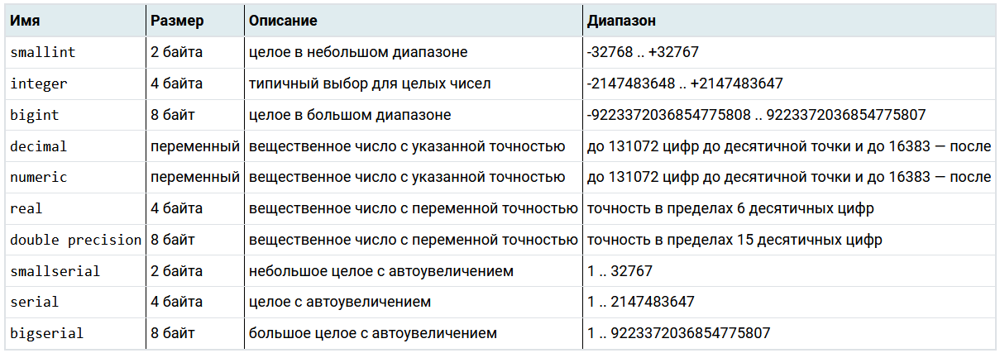 Имя Размер Описание Диапазон
smallint 2 байта целое в небольшом диапазоне -32768 .. +32767
integer 4 байта типичный выбор для целых чисел -2147483648 .. +2147483647
bigint 8 байт целое в большом диапазоне -9223372036854775808 .. 9223372036854775807
decimal переменный вещественное число с указанной точностью до 131072 цифр до десятичной точки и до 16383 — после
numeric переменный вещественное число с указанной точностью до 131072 цифр до десятичной точки и до 16383 — после
real 4 байта вещественное число с переменной точностью точность в пределах 6 десятичных цифр
double precision 8 байт вещественное число с переменной точностью точность в пределах 15 десятичных цифр
smallserial 2 байта небольшое целое с автоувеличением 1 .. 32767
serial 4 байта целое с автоувеличением 1 .. 2147483647
bigserial 8 байт большое целое с автоувеличением 1 .. 9223372036854775807